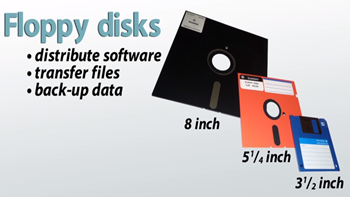 Floppy disks
• distribute software
• transfer files
• back-up data
8 inch
5¼ inch
3½ inch